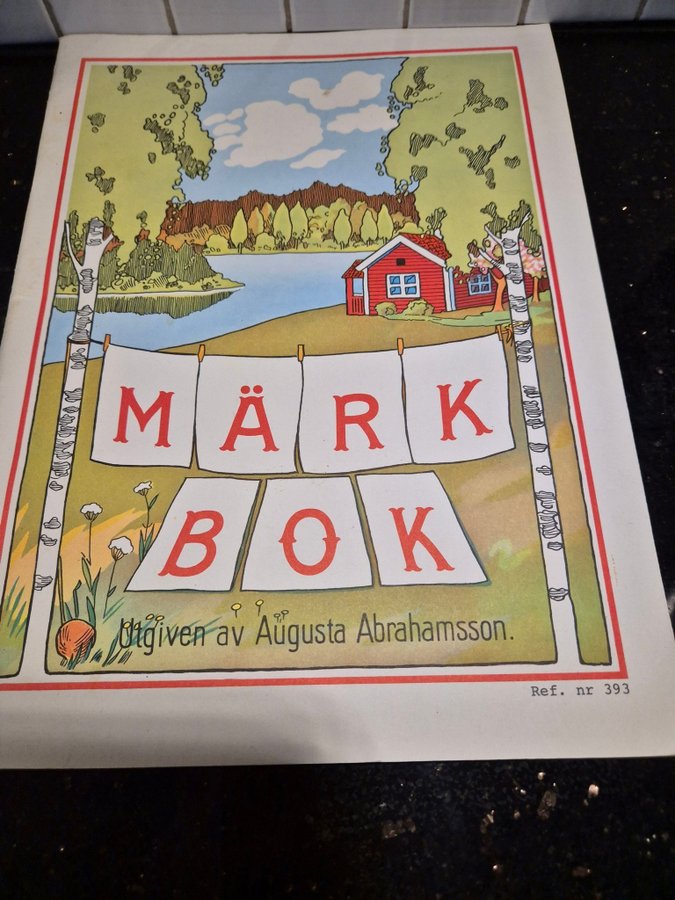 MÄRK
BOK
Utgiven av Augusta Abrahamsson.
Ref. nr 393